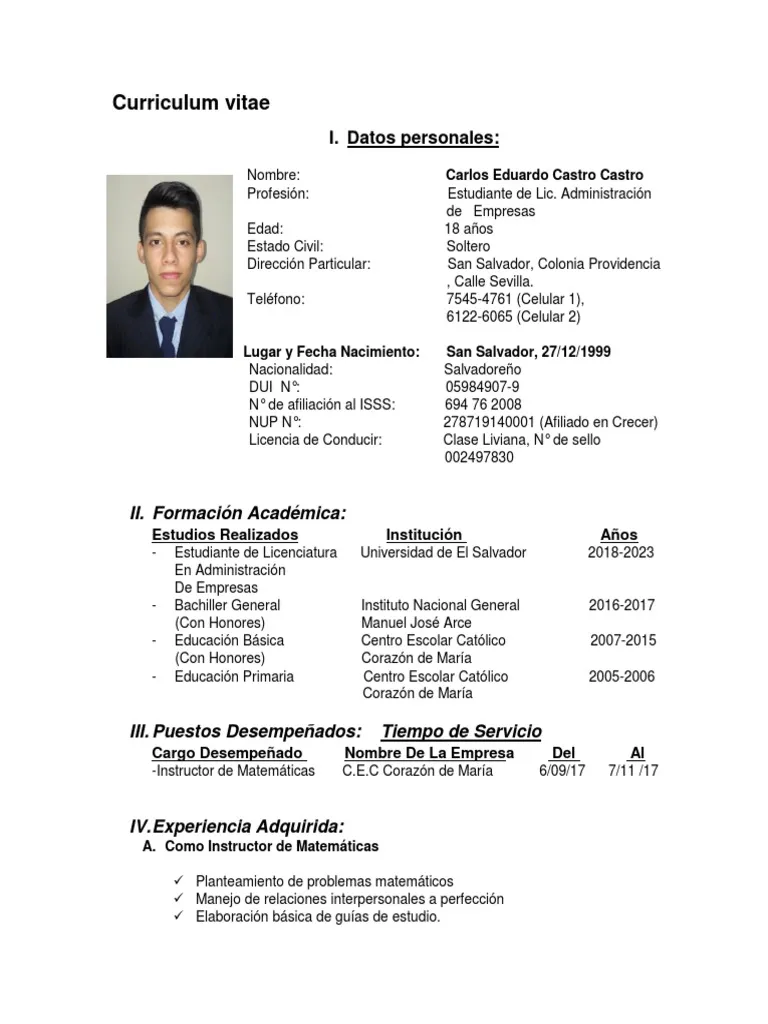 Curriculum vitae
I. Datos personales:
Nombre: Carlos Eduardo Castro Castro
Profesión: Estudiante de Lic. Administración
de Empresas
Edad: 18 años
Estado Civil: Soltero
Dirección Particular: San Salvador, Colonia Providencia
, Calle Sevilla.
Teléfono: 7545-4761 (Celular 1),
6122-6065 (Celular 2)
Lugar y Fecha Nacimiento: San Salvador, 27/12/1999
Nacionalidad: Salvadoreño
DUI N°: 05984907-9
N° de afiliación al ISSS: 694 76 2008
NUP N°: 278719140001 (Afiliado en Crecer)
Licencia de Conducir: Clase Liviana, N° de sello
002497830
II. Formación Académica:
Estudios Realizados Institución Años
- Estudiante de Licenciatura Universidad de El Salvador 2018-2023
En Administración
De Empresas
- Bachiller General Instituto Nacional General 2016-2017
(Con Honores) Manuel José Arce
- Educación Básica Centro Escolar Católico 2007-2015
(Con Honores) Corazón de María
- Educación Primaria Centro Escolar Católico 2005-2006
Corazón de María
III. Puestos Desempeñados: Tiempo de Servicio
Cargo Desempeñado Nombre De La Empresa Del Al
-Instructor de Matemáticas C.E.C Corazón de María 6/09/17 7/11 /17
IV. Experiencia Adquirida:
A. Como Instructor de Matemáticas
✓ Planteamiento de problemas matemáticos
✓ Manejo de relaciones interpersonales a perfección
✓ Elaboración básica de guías de estudio.